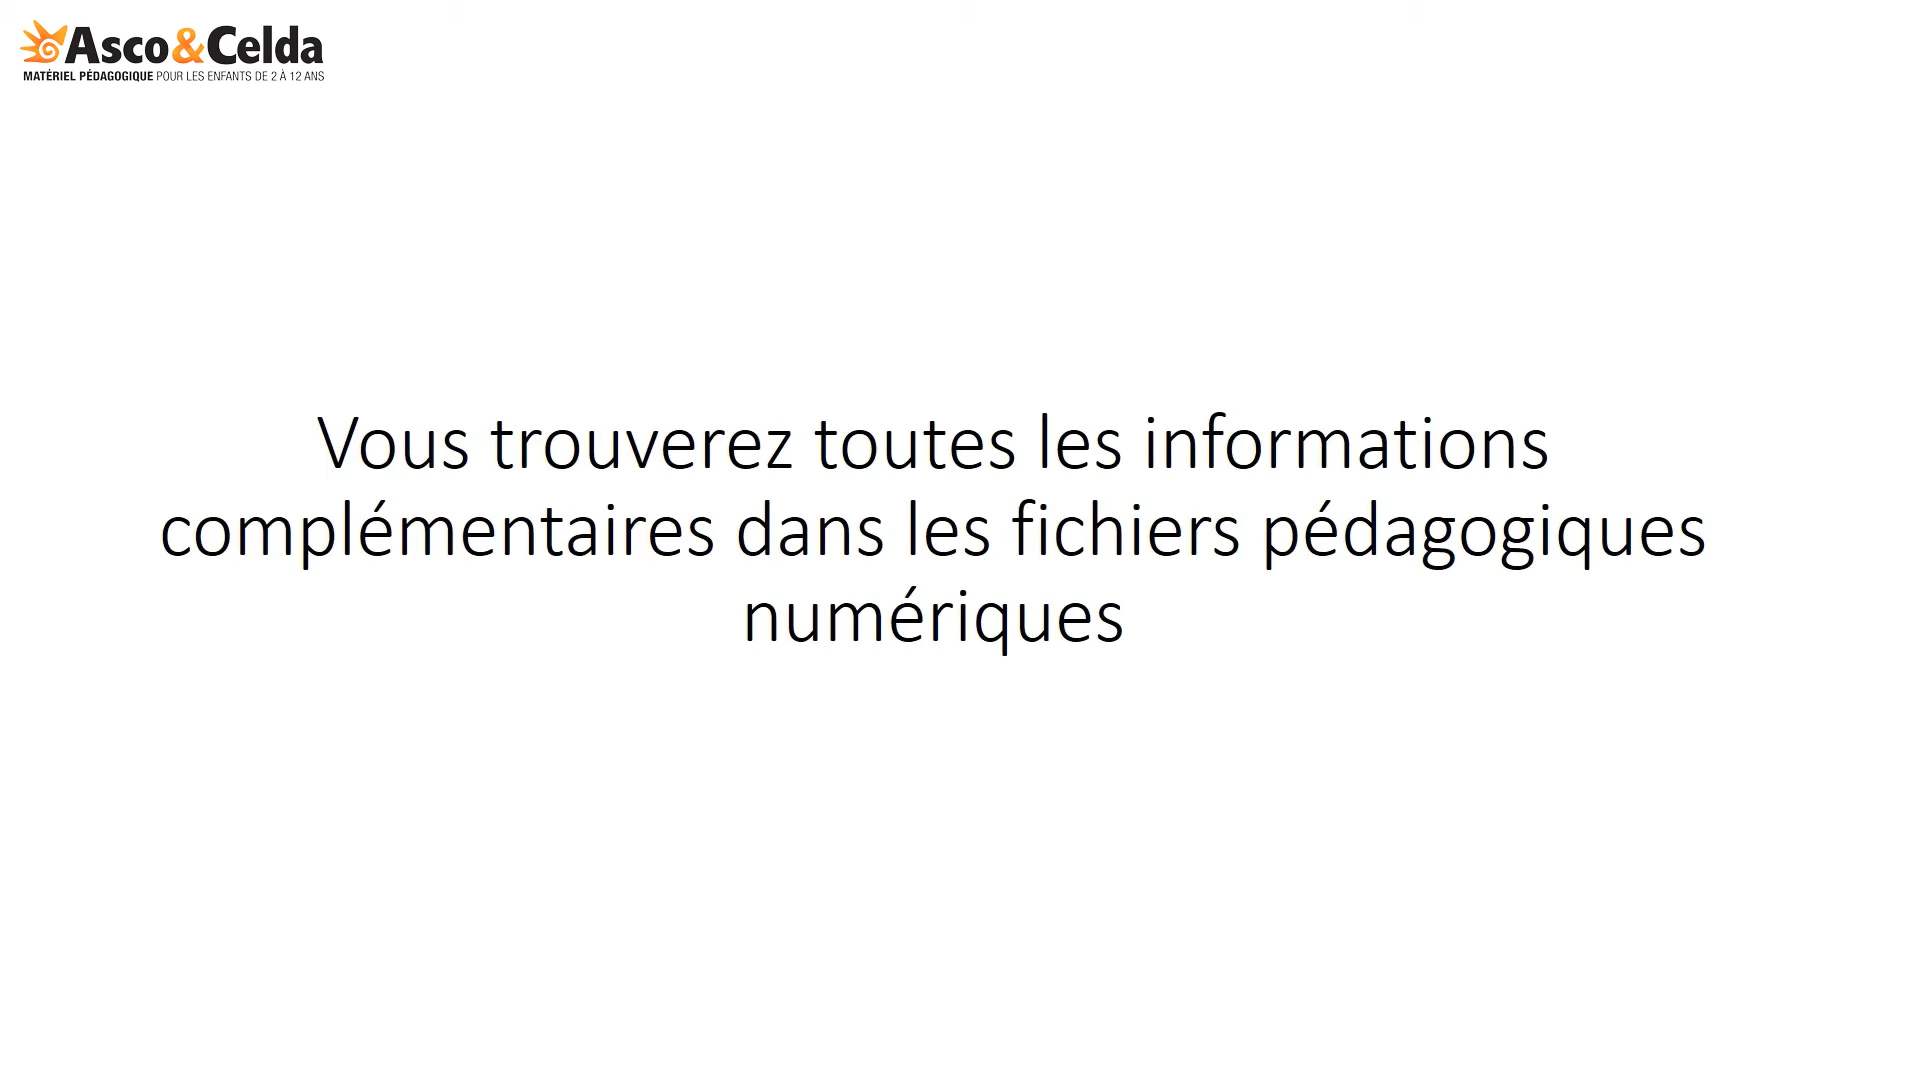 Asco&Celda
MATÉRIEL PÉDAGOGIQUE POUR LES ENFANTS DE 2 À 12 ANS
Vous trouverez toutes les informations
complémentaires dans les fichiers pédagogiques
numériques